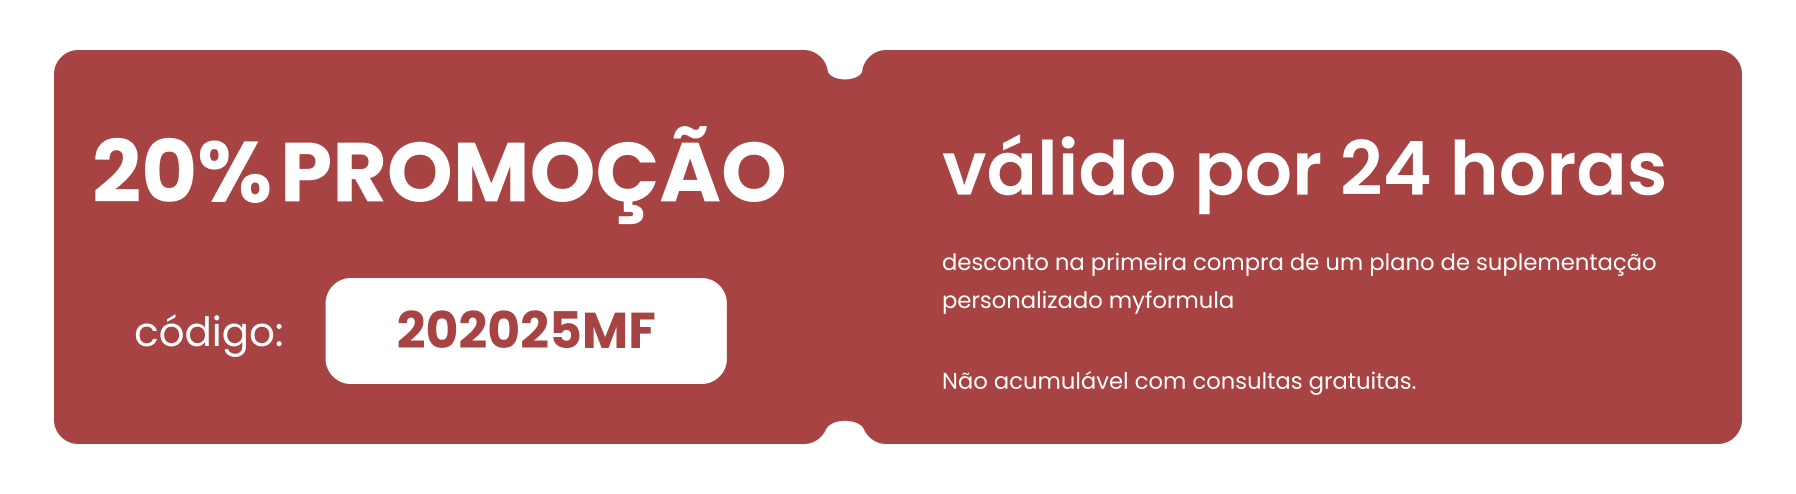 20% PROMOÇÃO
código:
202025MF
válido por 24 horas
desconto na primeira compra de um plano de suplementação
personalizado myformula
Não acumulável com consultas gratuitas.